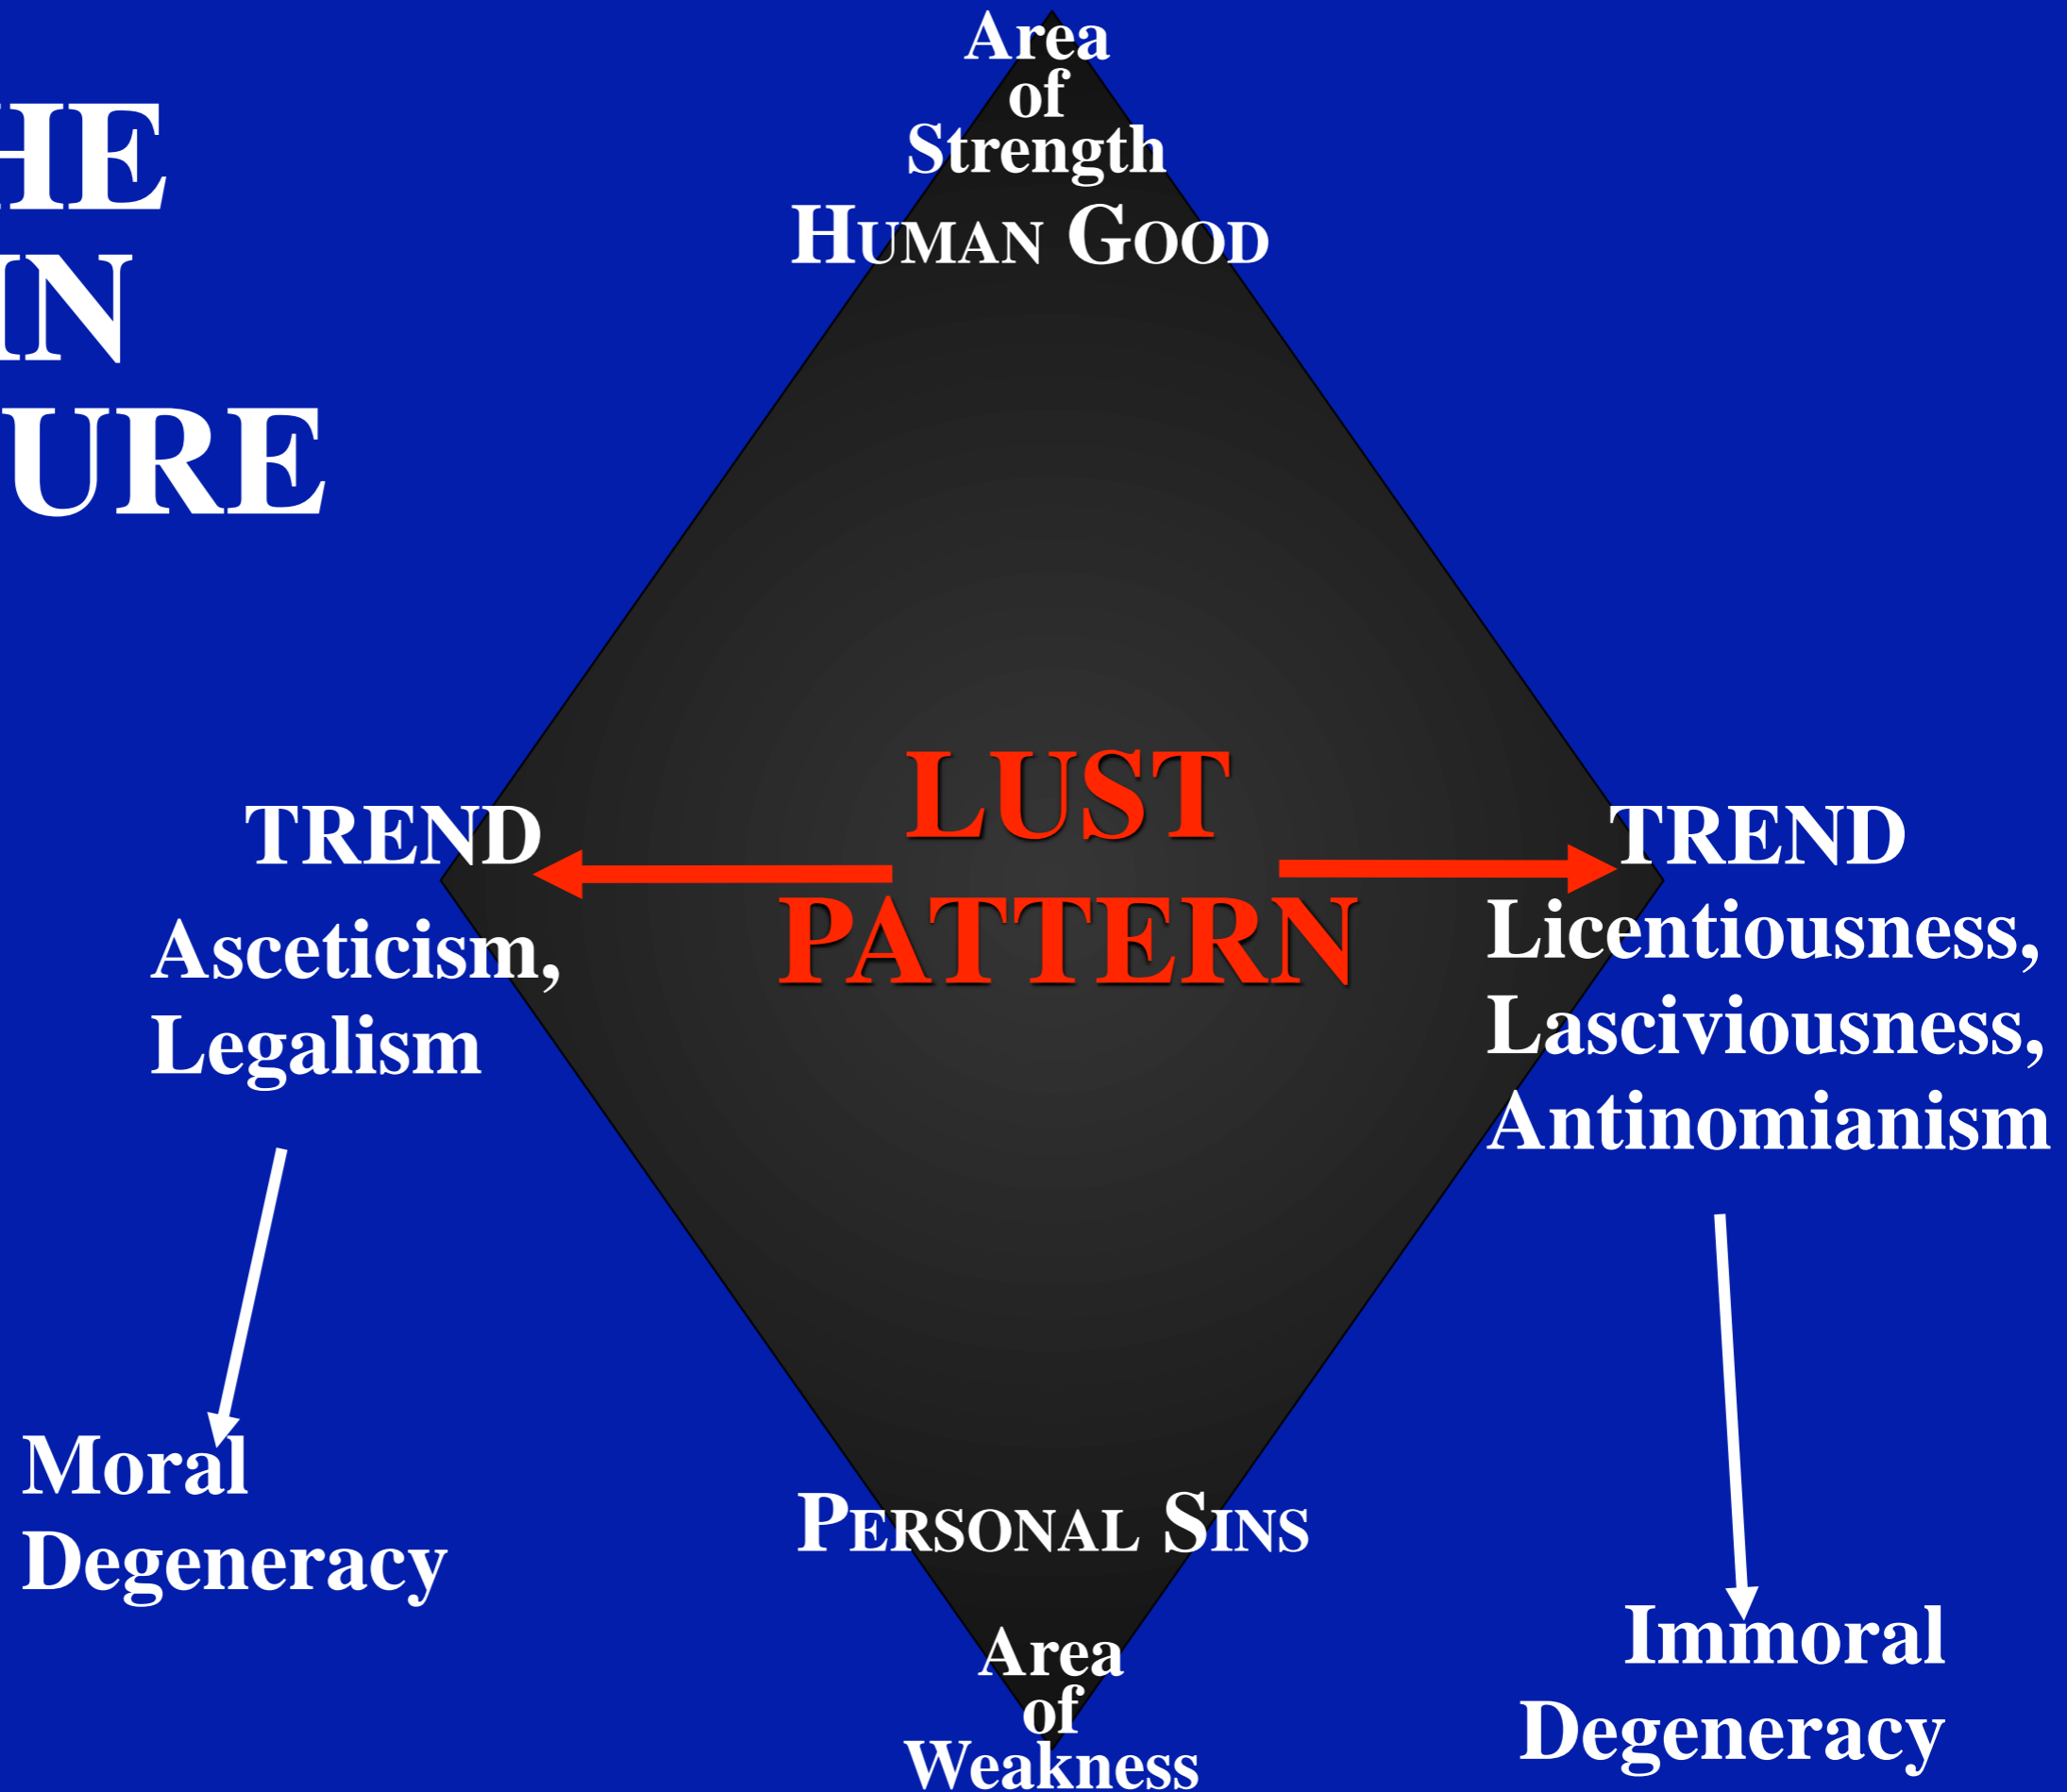 HE
IN
URE
Area
of
Strength
HUMAN GOOD
LUST
PATTERN
TREND
Asceticism,
Legalism
TREND
Licentiousness,
Lasciviousness,
Antinomianism
Moral
Degeneracy
PERSONAL SINS
Area
of
Weakness
Immoral
Degeneracy